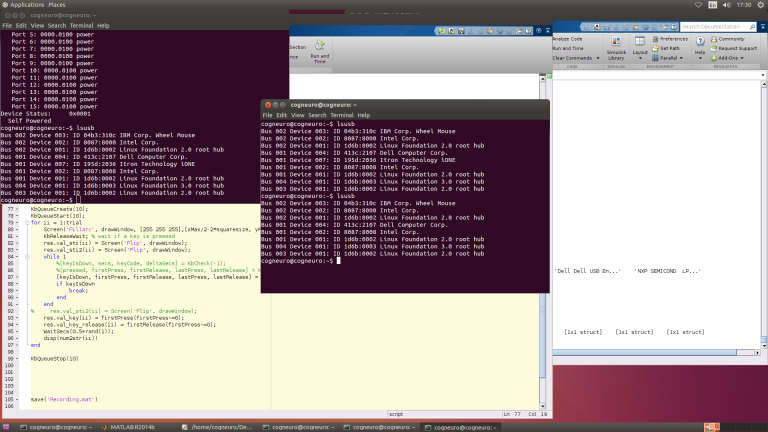 Applications Places
En 17:30
cogneuro@cogneuro: ~
File Edit View Search Terminal Help
Port 5: 0000.0100 power
Port 6: 0000.0100 power
Port 7: 0000.0100 power
Port 8: 0000.0100 power
Port 9: 0000.0100 power
Port 10: 0000.0100 power
Port 11: 0000.0100 power
Port 12: 0000.0100 power
Port 13: 0000.0100 power
Port 14: 0000.0100 power
Port 15: 0000.0100 power
Device Status: 0x0001
Self Powered
cogneuro@cogneuro:~$ lsusb
Bus 002 Device 003: ID 04b3:310c IBM Corp. Wheel Mouse
Bus 002 Device 002: ID 8087:8000 Intel Corp.
Bus 002 Device 001: ID 1d6b:0002 Linux Foundation 2.0 root hub
Bus 001 Device 004: ID 413c:2107 Dell Computer Corp.
Bus 001 Device 007: ID 195d:2036 Itron Technology iONE
Bus 001 Device 002: ID 8087:8008 Intel Corp.
Bus 001 Device 001: ID 1d6b:0002 Linux Foundation 2.0 root hub
Bus 004 Device 001: ID 1d6b:0003 Linux Foundation 3.0 root hub
Bus 003 Device 001: ID 1d6b:0002 Linux Foundation 2.0 root hub
cogneuro@cogneuro:~$
Section
Run and
Time
Search Documentation
Analyze Code
Run and Time
Clear Commands
CODE
Simulink
Library
SIMULINK
Layout
Preferences
Set Path
Parallel
ENVIRONMENT
Help
Community
Request Support
Add-Ons
RESOURCES
cogneuro@cogneuro: ~
File Edit View Search Terminal Help
cogneuro@cogneuro:~$ lsusb
Bus 002 Device 003: ID 04b3:310c IBM Corp. Wheel Mouse
Bus 002 Device 002: ID 8087:8000 Intel Corp.
Bus 002 Device 001: ID 1d6b:0002 Linux Foundation 2.0 root hub
Bus 001 Device 004: ID 413c:2107 Dell Computer Corp.
Bus 001 Device 007: ID 195d:2036 Itron Technology iONE
Bus 001 Device 002: ID 8087:8008 Intel Corp.
Bus 001 Device 001: ID 1d6b:0002 Linux Foundation 2.0 root hub
Bus 004 Device 001: ID 1d6b:0003 Linux Foundation 3.0 root hub
Bus 003 Device 001: ID 1d6b:0002 Linux Foundation 2.0 root hub
cogneuro@cogneuro:~$ lsusb
Bus 002 Device 003: ID 04b3:310c IBM Corp. Wheel Mouse
Bus 002 Device 002: ID 8087:8000 Intel Corp.
Bus 002 Device 001: ID 1d6b:0002 Linux Foundation 2.0 root hub
Bus 001 Device 004: ID 413c:2107 Dell Computer Corp.
Bus 001 Device 002: ID 8087:8008 Intel Corp.
Bus 001 Device 001: ID 1d6b:0002 Linux Foundation 2.0 root hub
Bus 004 Device 001: ID 1d6b:0003 Linux Foundation 3.0 root hub
Bus 003 Device 001: ID 1d6b:0002 Linux Foundation 2.0 root hub
cogneuro@cogneuro:~$
77 KbQueueCreate(10);
78 KbQueueStart(10);
79 for ii = 1:trial
80 Screen('FillArc', drawWindow, [255 255 255],[xMax/2-2*squaresize,
81 KbReleaseWait; % wait if a key is pressed
82 res.val_sti(ii) = Screen('Flip', drawWindow);
83 res.val_sti2(ii) = Screen('Flip', drawWindow);
84 while 1
85 %[keyIsDown, secs, keyCode, deltaSecs] = KbCheck(-1);
86 %[pressed, firstPress, firstRelease, lastPress, lastRelease] =
87 [keyIsDown, firstPress, firstRelease, lastPress, lastRelease] =
88 if keyIsDown
89 break;
90 end
91 end
92 % res.val_sti2(ii) = Screen('Flip', drawWindow);
93 res.val_key(ii) = firstPress(firstPress~=0);
94 res.val_key_release(ii) = firstRelease(firstPress~=0);
95 WaitSecs(0.5+rand(1));
96 disp(num2str(ii))
97 end
98
99 KbQueueStop(10)
100
101
102
103
104
105 save('Recording.mat')
106
script Ln 77 Col 19
'Dell Dell USB En...' 'NXP SEMICOND LP...'
[1x1 struct] [1x1 struct] [1x1 struct]
cogneuro@cogneuro: ~
MATLAB R2014b
/home/cogneuro/De...
cogneuro@cogneuro: ~
cogneuro@cogneuro: ~
cogneuro@cogneuro: ~